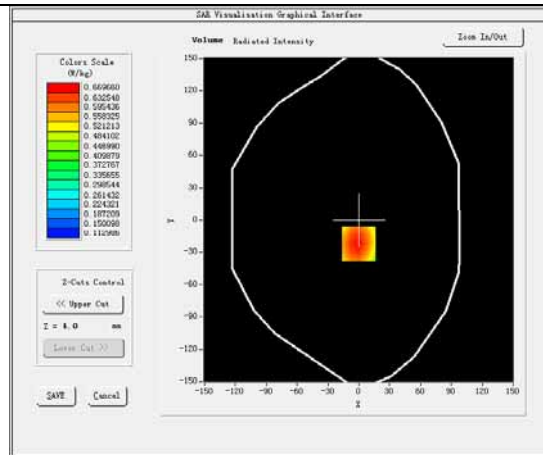 SAR Visualisation Graphical Interface
Volume Radiated Intensity
Zoom In/Out
Colors Scale
(W/kg)
0.669660
0.632548
0.595436
0.558325
0.521213
0.484102
0.446990
0.409879
0.372767
0.335655
0.298544
0.261432
0.224321
0.187209
0.150098
0.112986
Z-Cuts Control
<< Upper Cut
Z = 4.0 mm
Lower Cut >>
SAVE
Cancel
150-
120-
90-
60-
30-
0-
-30-
-60-
-90-
-120-
-150-
Y
-150 -120 -90 -60 -30 0 30 60 90 120 150
X